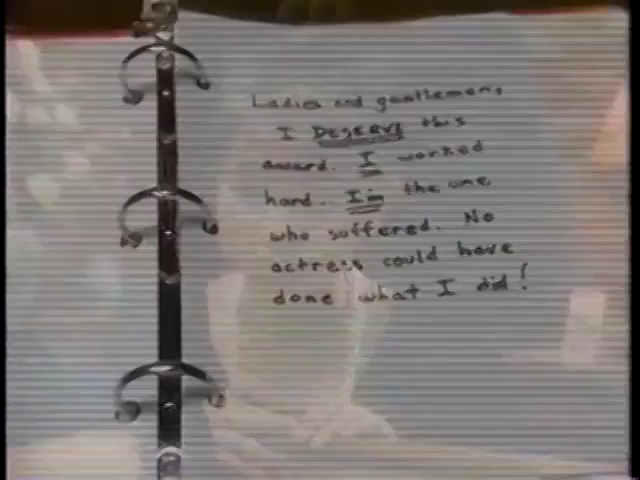 Ladies and gentlemen,
I DESERVE this
award. I worked
hard. I'm the one
who suffered. No
actress could have
done what I did!